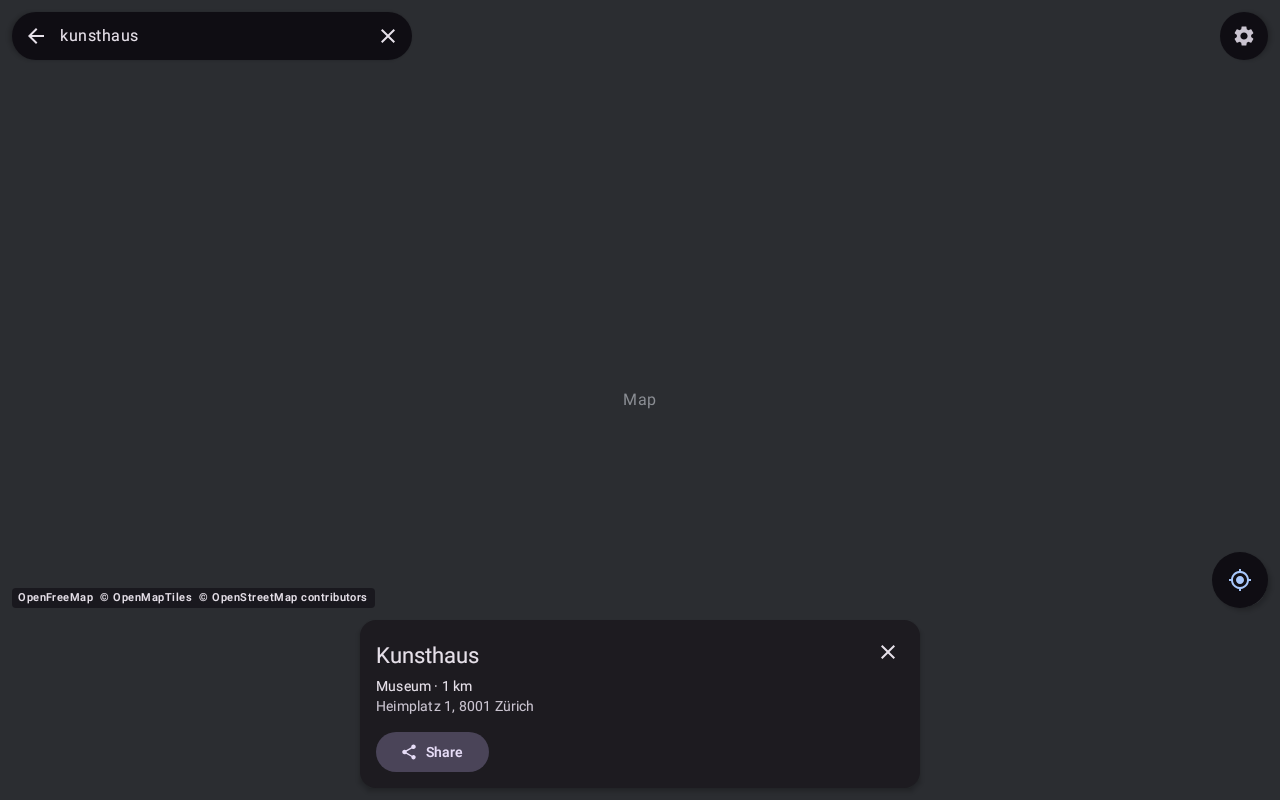 kunsthaus
Map
OpenFreeMap © OpenMapTiles © OpenStreetMap contributors
Kunsthaus
Museum · 1 km
Heimplatz 1, 8001 Zürich
Share